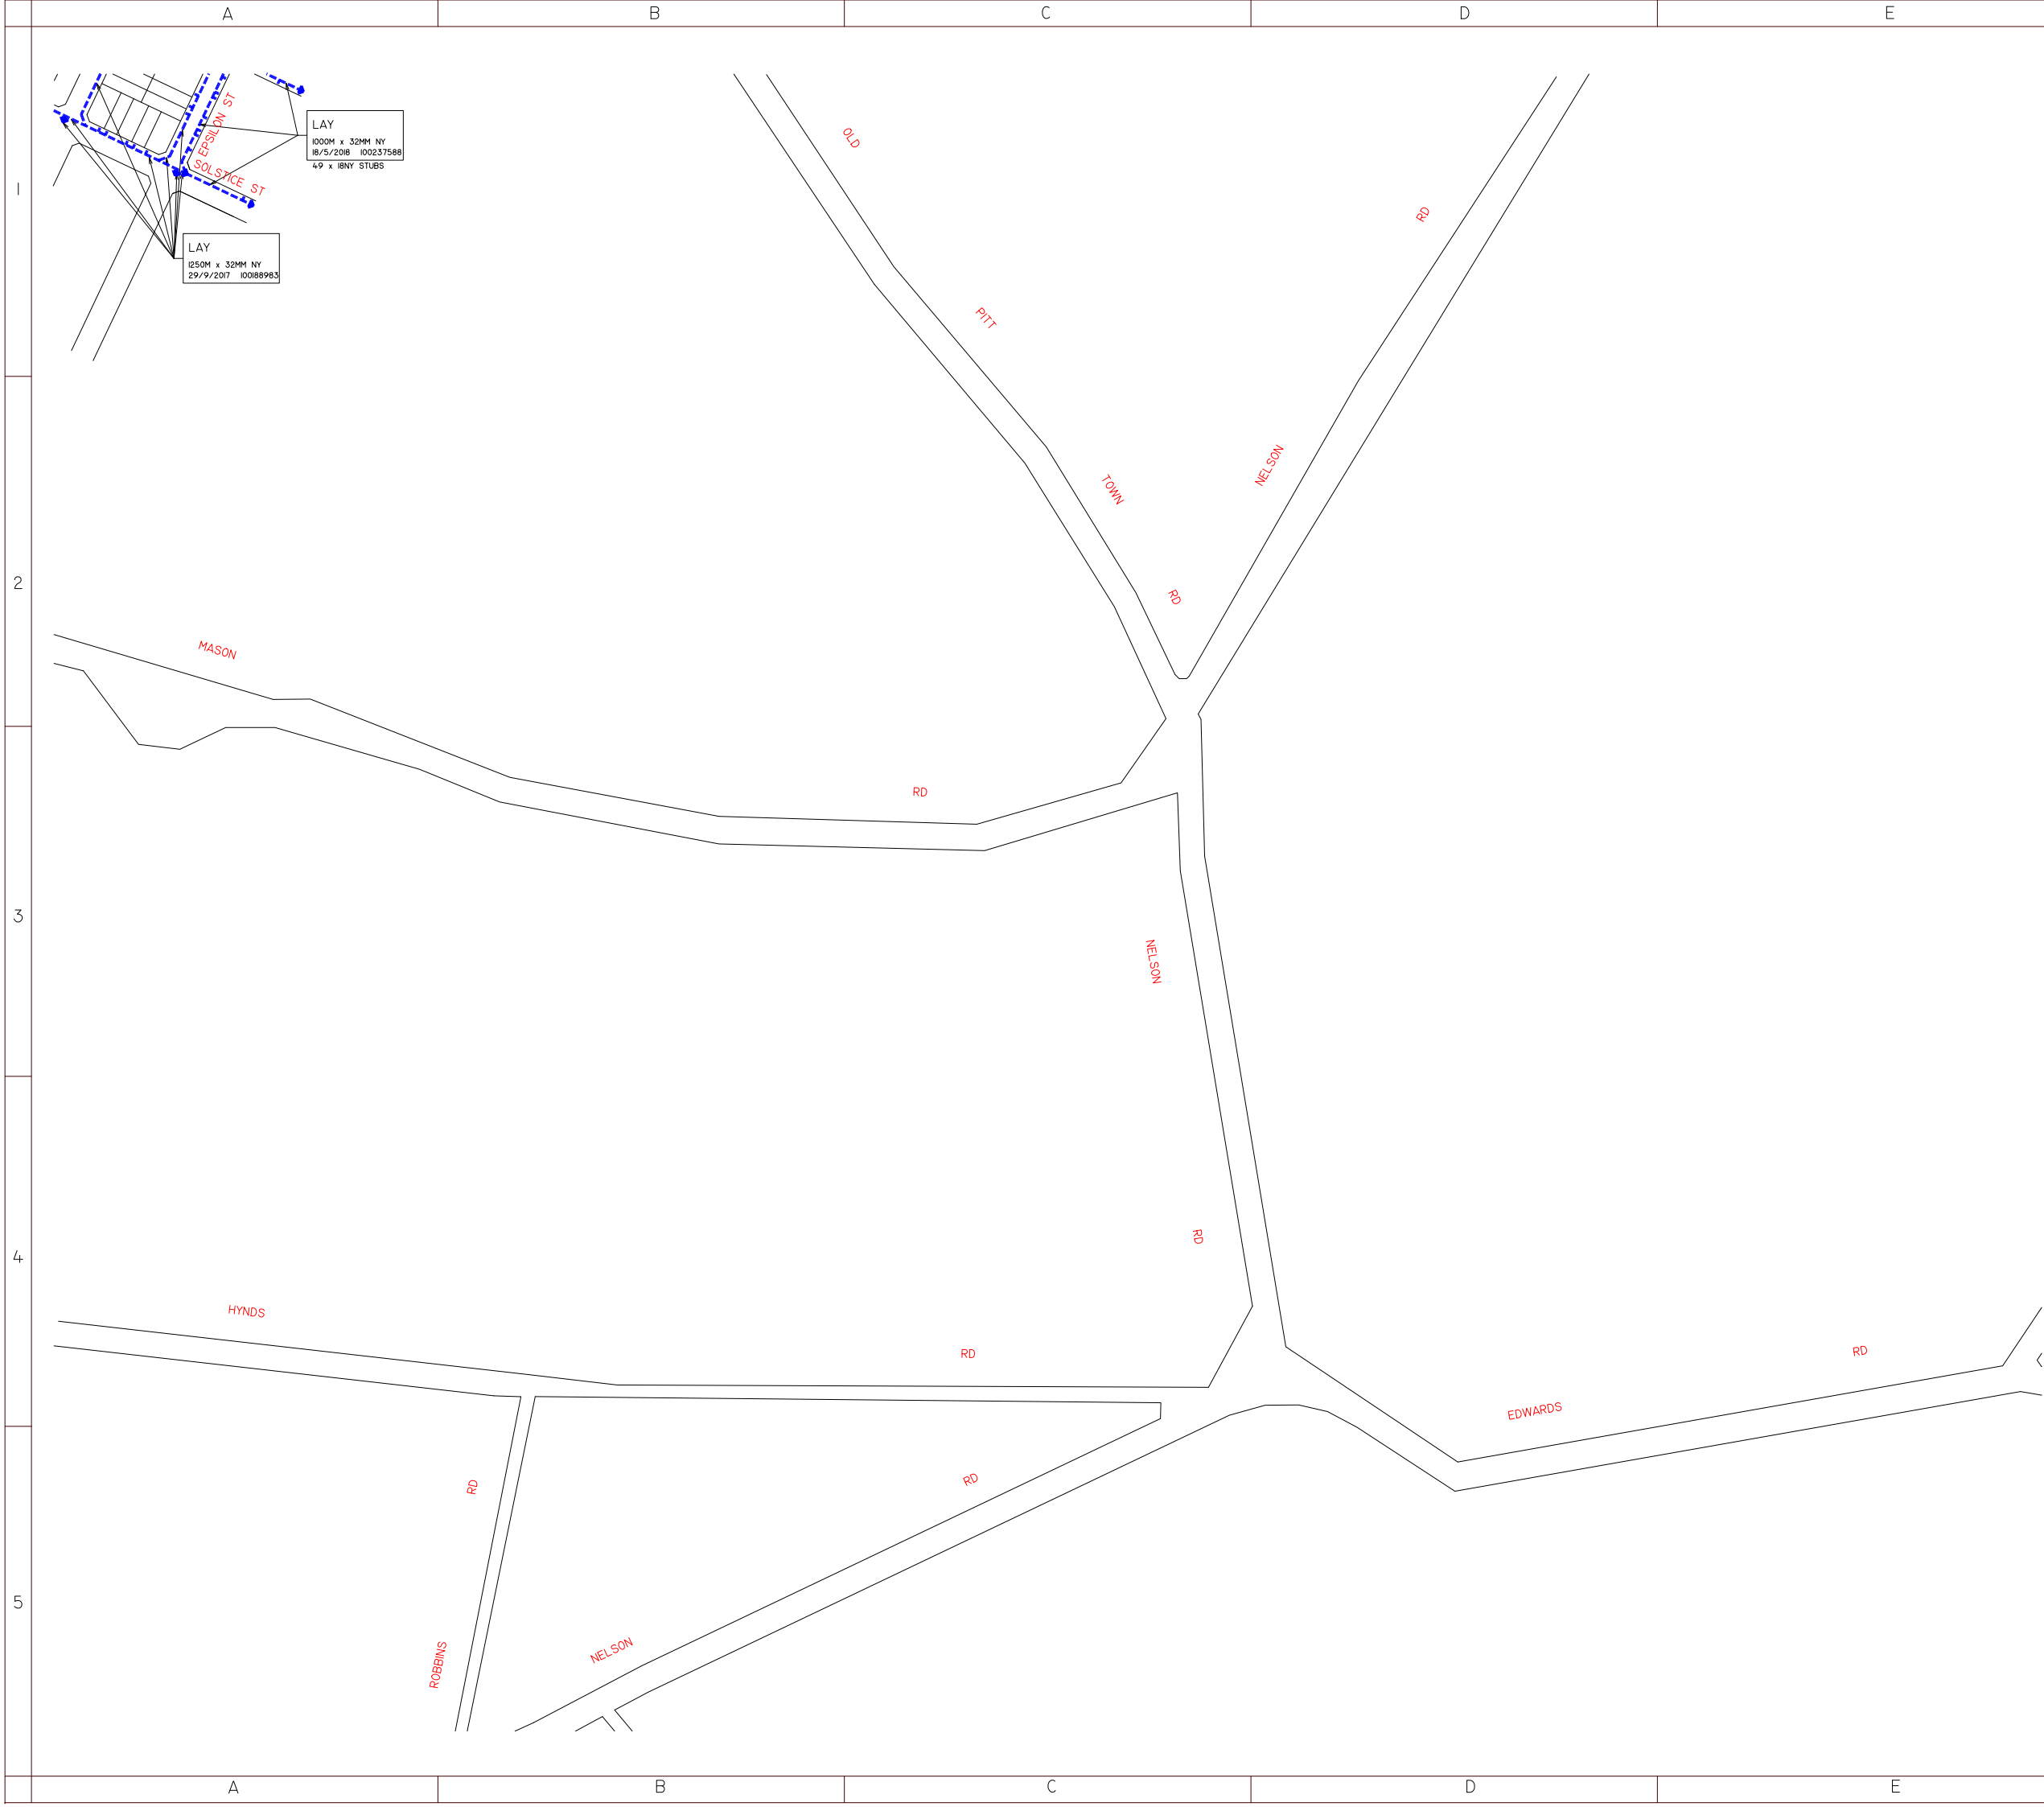 A B C D E
1
EPSILON ST
SOLSTICE ST
LAY
1000M x 32MM NY
18/5/2018 100237588
49 x 18NY STUBS
LAY
1250M x 32MM NY
29/9/2017 100188983
OLD
PITT
TOWN
RD
NELSON
RD
2
MASON
RD
3
NELSON
RD
4
HYNDS
RD
EDWARDS
RD
RD
RD
5
ROBBINS
NELSON
A B C D E